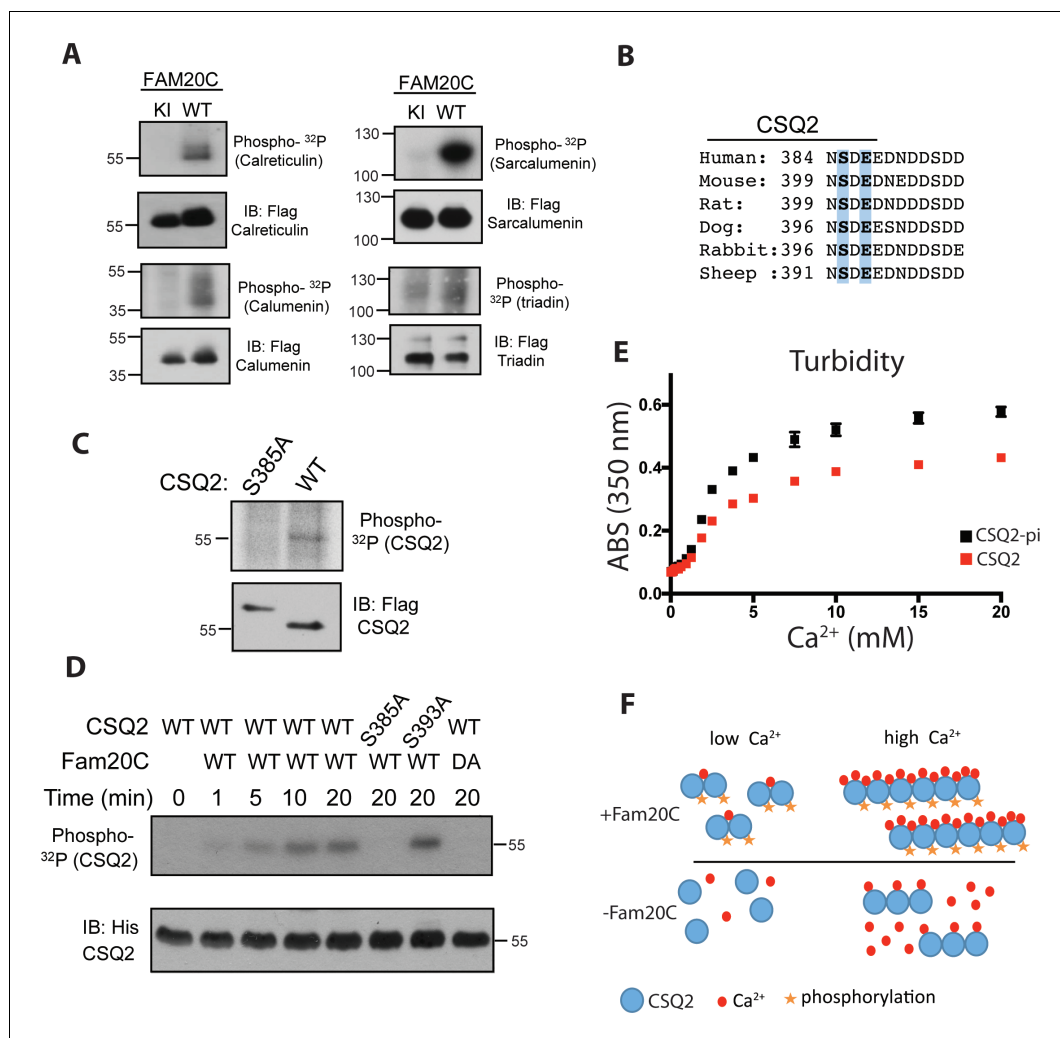 A
FAM20C
KI WT
55
Phospho- ³²P
(Calreticulin)
55
IB: Flag
Calreticulin
55
35
Phospho- ³²P
(Calumenin)
55
35
IB: Flag
Calumenin
FAM20C
KI WT
130
100
Phospho- ³²P
(Sarcalumenin)
130
100
IB: Flag
Sarcalumenin
130
100
Phospho-
³²P (triadin)
130
100
IB: Flag
Triadin
B
CSQ2
Human: 384 NSDEEDNDDSDD
Mouse: 399 NSDEDNEDDSDD
Rat: 399 NSDEDNDDSDD
Dog: 396 NSDEESNDDSDD
Rabbit:396 NSDEEDNDDSDE
Sheep :391 NSDEEDNDDSDD
C
CSQ2: S385A WT
55
Phospho-
³²P (CSQ2)
55
IB: Flag
CSQ2
D
CSQ2 WT WT WT WT WT S385A S393A WT
Fam20C WT WT WT WT WT WT DA
Time (min) 0 1 5 10 20 20 20 20
Phospho-
³²P (CSQ2)
55
IB: His
CSQ2
55
E
Turbidity
ABS (350 nm)
0.6
0.4
0.2
0.0
0 5 10 15 20
Ca²⁺ (mM)
CSQ2-pi
CSQ2
F
low Ca²⁺ high Ca²⁺
+Fam20C
-Fam20C
CSQ2 Ca²⁺ phosphorylation